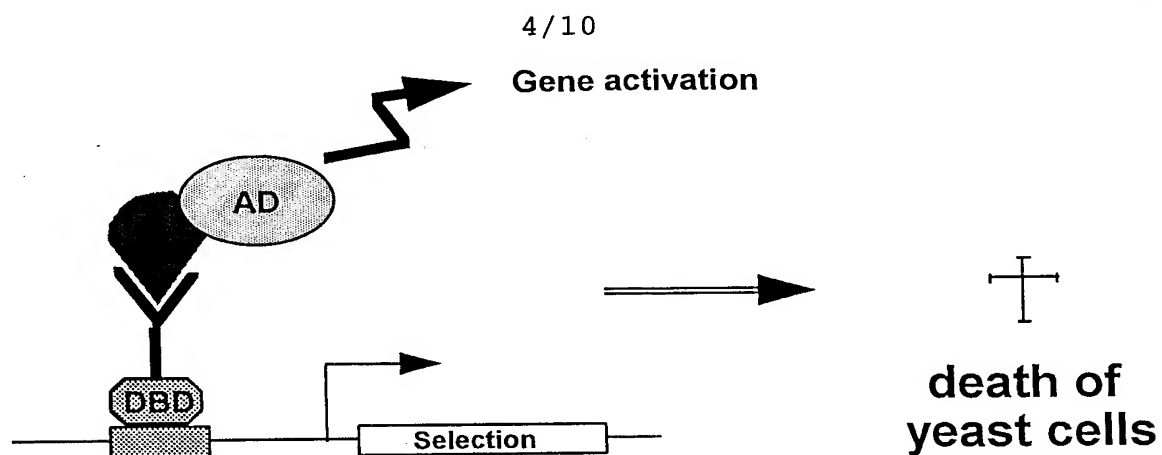 4/10
Gene activation
AD
DBD
Selection
death of
yeast cells